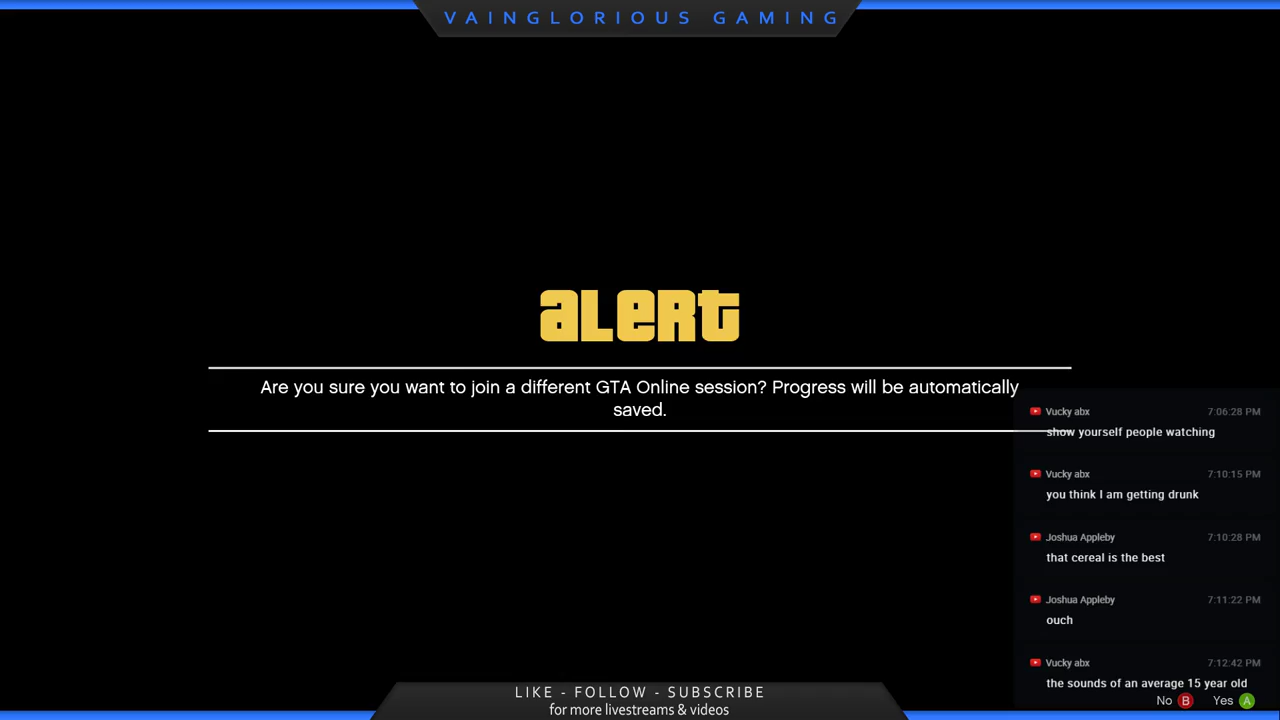 VAINGLORIOUS GAMING
aLeRt
Are you sure you want to join a different GTA Online session? Progress will be automatically
saved.
Vucky abx 7:06:28 PM
show yourself people watching
Vucky abx 7:10:15 PM
you think I am getting drunk
Joshua Appleby 7:10:28 PM
that cereal is the best
Joshua Appleby 7:11:22 PM
ouch
Vucky abx 7:12:42 PM
the sounds of an average 15 year old
No B Yes A
LIKE - FOLLOW - SUBSCRIBE
for more livestreams & videos